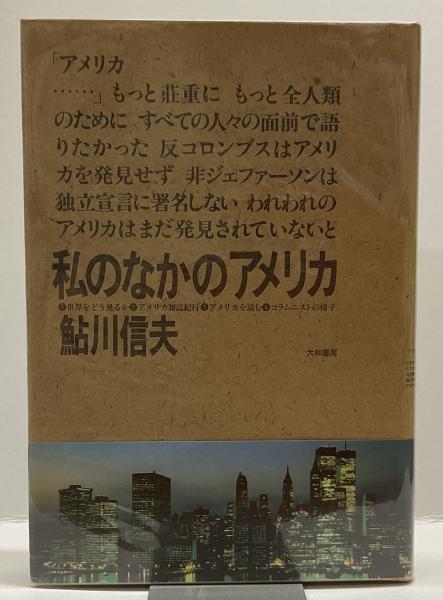 「アメリカ
……」もっと荘重に もっと全人類
のために すべての人々の面前で語
りたかった 反コロンブスはアメリ
カを発見せず 非ジェファーソンは
独立宣言に署名しない われわれの
アメリカはまだ発見されていないと
私のなかのアメリカ
❶世界をどう見るか❷アメリカ雑誌紀行❸アメリカを読む❹コラムニストの椅子
鮎川信夫
大和書房